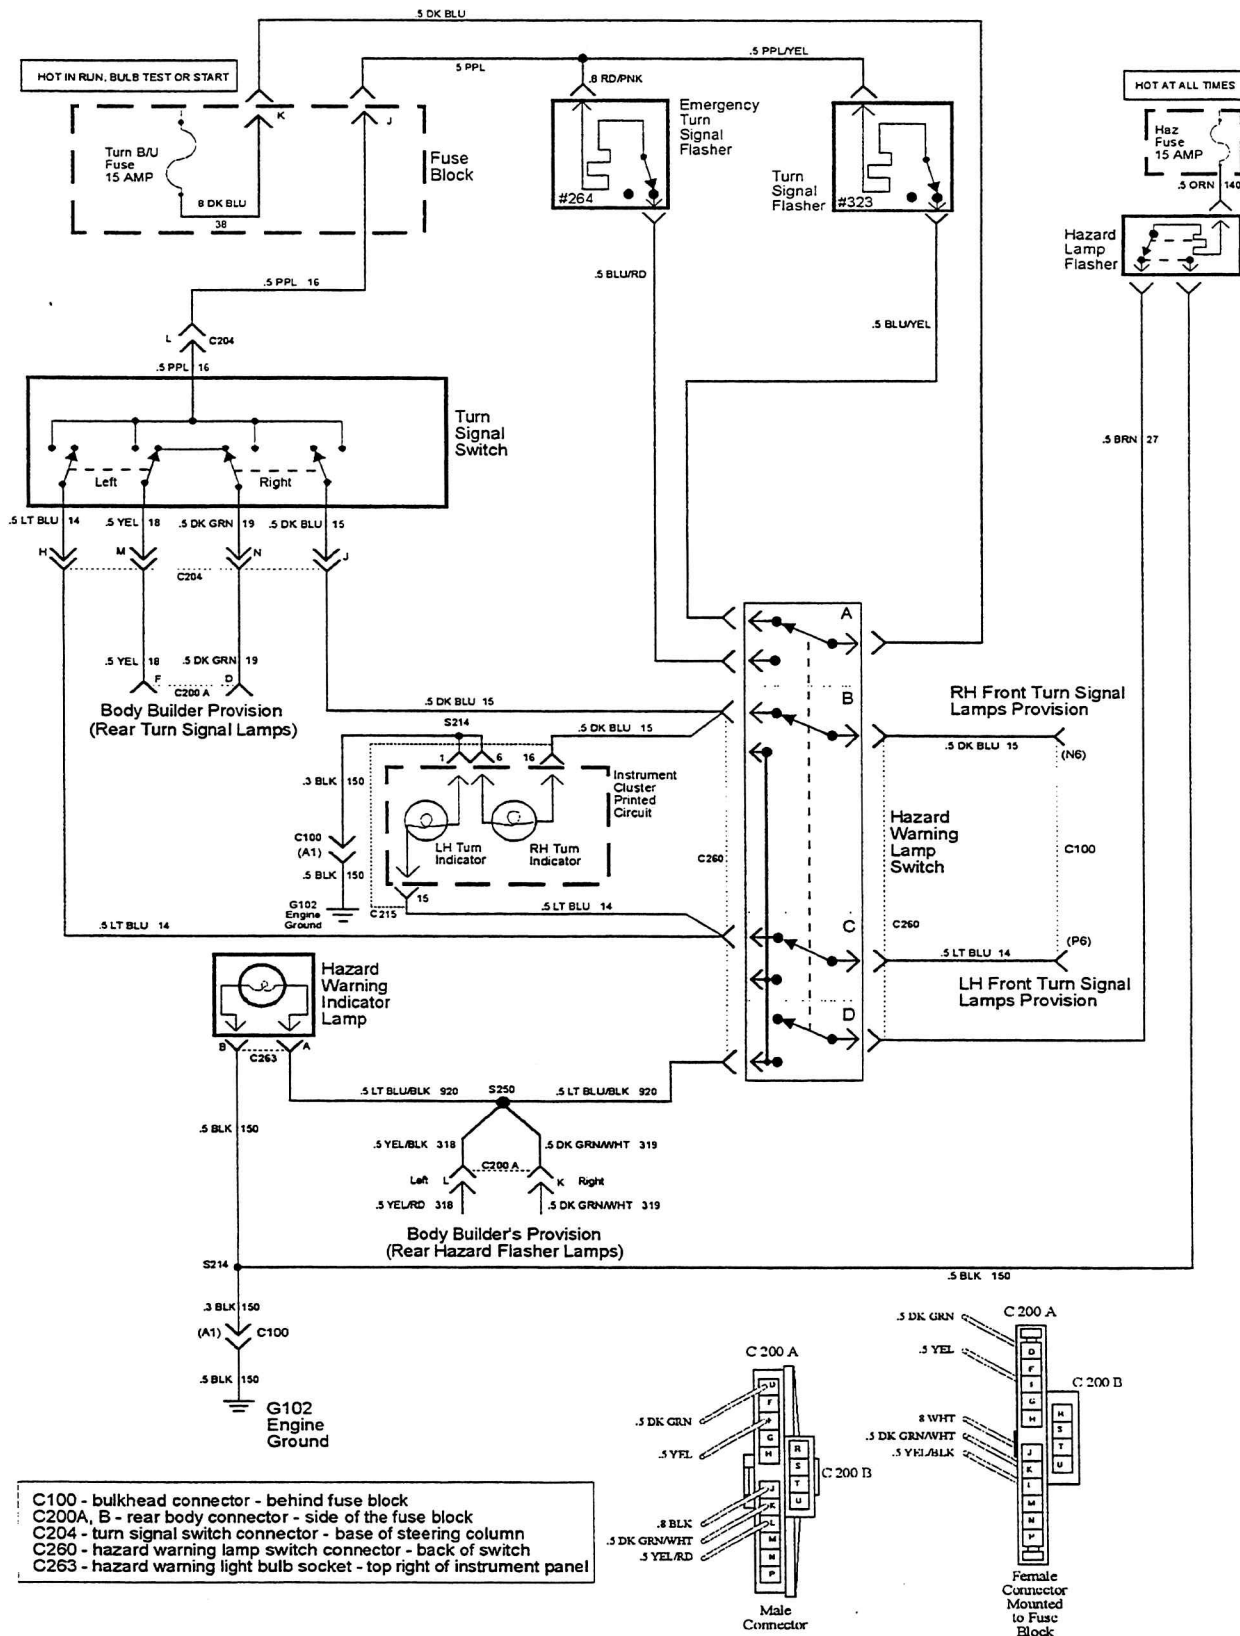 .5 DK BLU
HOT IN RUN, BULB TEST OR START
5 PPL
.5 PPL/YEL
.8 RD/PNK
HOT AT ALL TIMES
K
J
Turn B/U
Fuse
15 AMP
8 DK BLU
38
Fuse
Block
Emergency
Turn
Signal
Flasher
#264
Turn
Signal
Flasher
#323
Haz
Fuse
15 AMP
.5 ORN 140
Hazard
Lamp
Flasher
.5 PPL 16
.5 BLU/RD
.5 BLU/YEL
L
C204
.5 PPL 16
Turn
Signal
Switch
Left
Right
.5 BRN 27
.5 LT BLU 14
.5 YEL 18
.5 DK GRN 19
.5 DK BLU 15
H
M
N
J
C204
.5 YEL 18
.5 DK GRN 19
F
D
C200 A
Body Builder Provision
(Rear Turn Signal Lamps)
A
B
.5 DK BLU 15
S214
.5 DK BLU 15
1
6
16
RH Front Turn Signal
Lamps Provision
.5 DK BLU 15
(N6)
.3 BLK 150
Instrument
Cluster
Printed
Circuit
C100
(A1)
LH Turn
Indicator
RH Turn
Indicator
.5 BLK 150
G102
Engine
Ground
C215
15
C260
Hazard
Warning
Lamp
Switch
C100
.5 LT BLU 14
.5 LT BLU 14
C
C260
(P6)
.5 LT BLU 14
LH Front Turn Signal
Lamps Provision
D
Hazard
Warning
Indicator
Lamp
B
A
C263
.5 LT BLU/BLK 920
S250
.5 LT BLU/BLK 920
.5 BLK 150
.5 YEL/BLK 318
.5 DK GRN/WHT 319
C200 A
Left L
K Right
.5 YEL/RD 318
.5 DK GRN/WHT 319
Body Builder's Provision
(Rear Hazard Flasher Lamps)
S214
.5 BLK 150
.3 BLK 150
(A1)
C100
.5 BLK 150
G102
Engine
Ground
C 200 A
.5 DK GRN
.5 YEL
F
G
H
J
K
L
M
N
P
R
S
T
U
C 200 B
.8 BLK
.5 DK GRN/WHT
.5 YEL/RD
Male
Connector
C 200 A
.5 DK GRN
.5 YEL
8 WHT
.5 DK GRN/WHT
.5 YEL/BLK
D
F
G
H
J
K
L
M
N
P
S
T
U
C 200 B
Female
Connector
Mounted
to Fuse
Block
C100 - bulkhead connector - behind fuse block
C200A, B - rear body connector - side of the fuse block
C204 - turn signal switch connector - base of steering column
C260 - hazard warning lamp switch connector - back of switch
C263 - hazard warning light bulb socket - top right of instrument panel